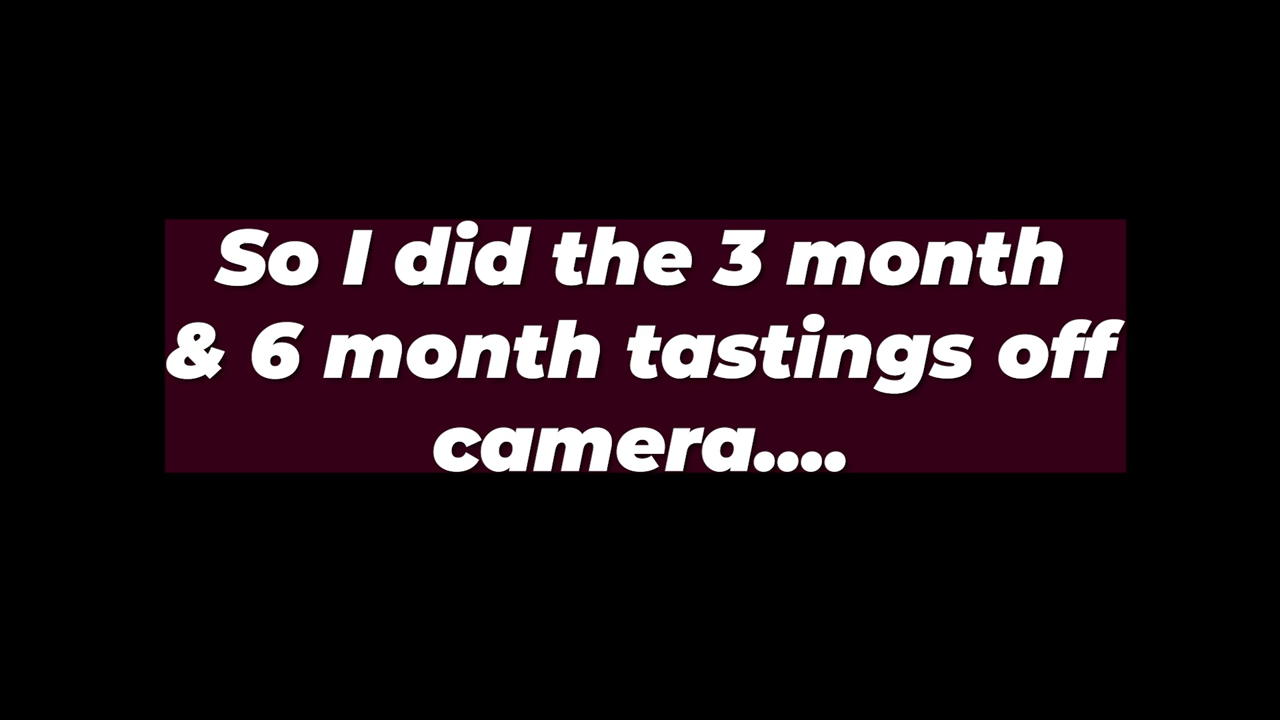 So I did the 3 month
& 6 month tastings off
camera....